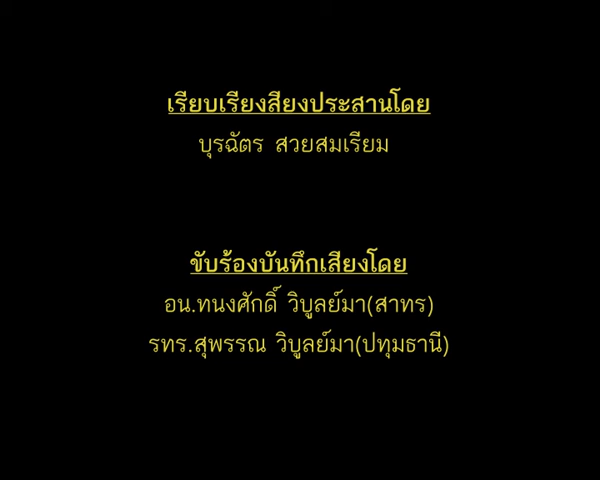 เรียบเรียงสียงประสานโดย
บุรฉัตร สวยสมเรียม
ขับร้องบันทึกเสียงโดย
อน.ทนงศักดิ์ วิบูลย์มา(สาทร)
รทร.สุพรรณ วิบูลย์มา(ปทุมธานี)